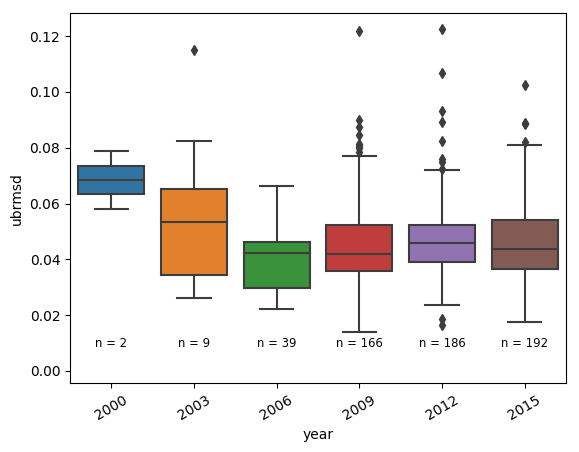 0.12
0.10
0.08
0.06
0.04
0.02
0.00
ubrmsd
n = 2 n = 9 n = 39 n = 166 n = 186 n = 192
2000 2003 2006 2009 2012 2015
year